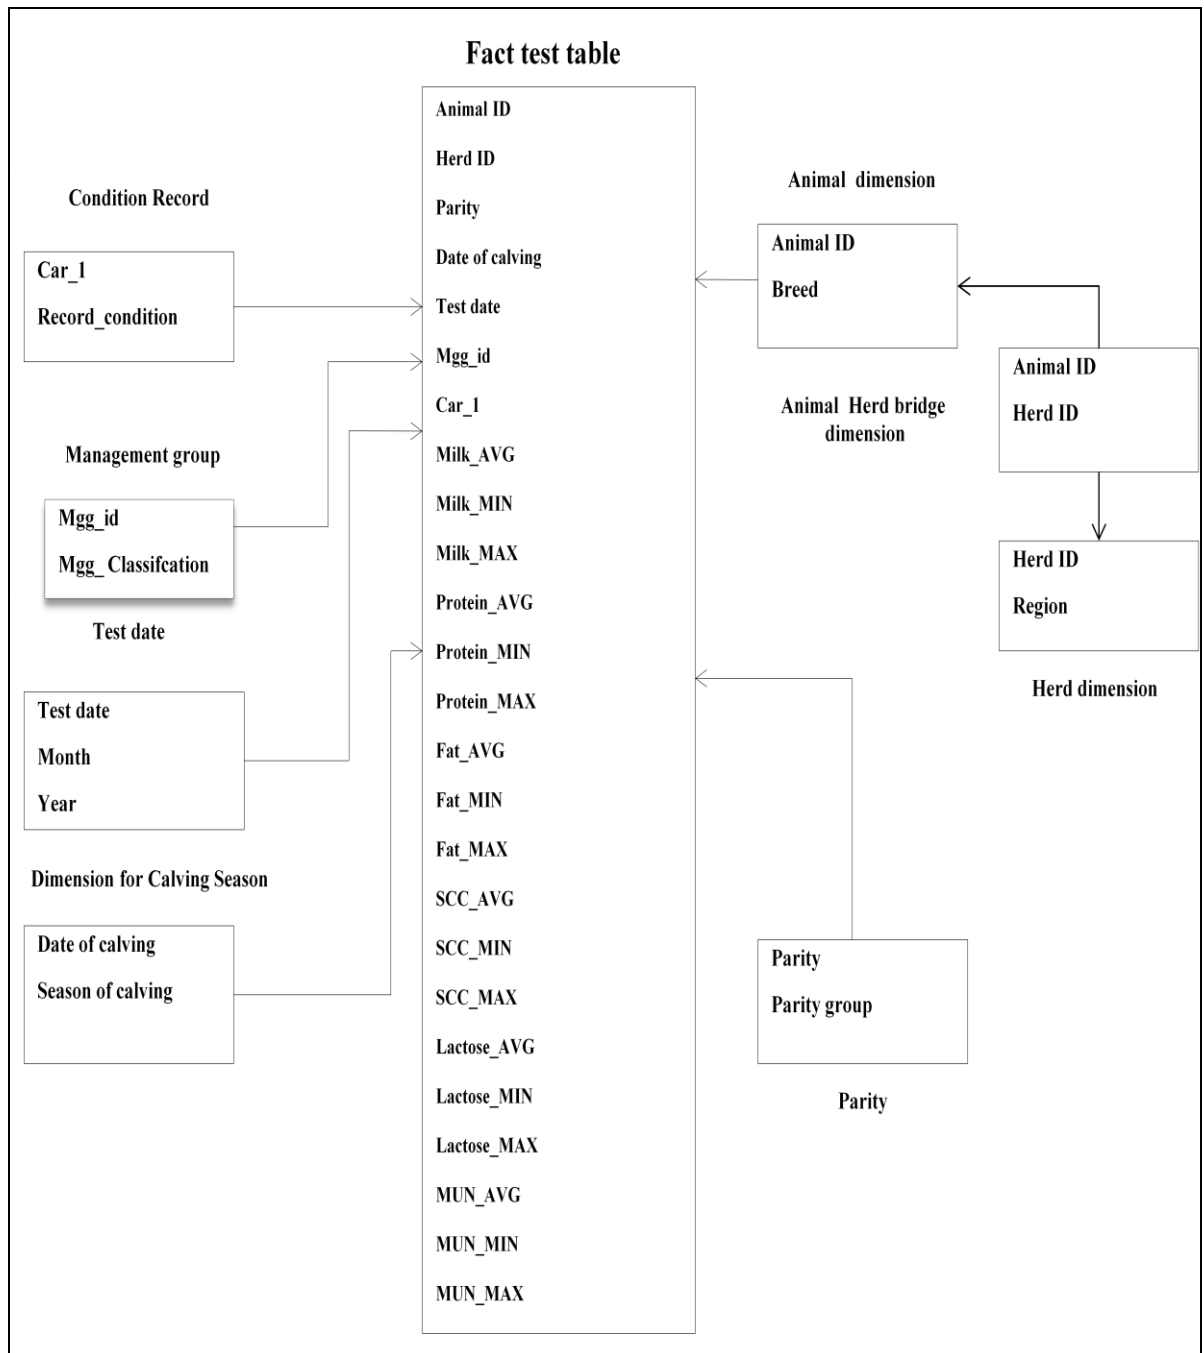 Fact test table
Animal ID
Herd ID
Parity
Date of calving
Test date
Mgg_id
Car_1
Milk_AVG
Milk_MIN
Milk_MAX
Protein_AVG
Protein_MIN
Protein_MAX
Fat_AVG
Fat_MIN
Fat_MAX
SCC_AVG
SCC_MIN
SCC_MAX
Lactose_AVG
Lactose_MIN
Lactose_MAX
MUN_AVG
MUN_MIN
MUN_MAX
Condition Record
Car_1
Record_condition
Management group
Mgg_id
Mgg_ Classifcation
Test date
Test date
Month
Year
Dimension for Calving Season
Date of calving
Season of calving
Animal dimension
Animal ID
Breed
Animal Herd bridge
dimension
Animal ID
Herd ID
Herd ID
Region
Herd dimension
Parity
Parity group
Parity